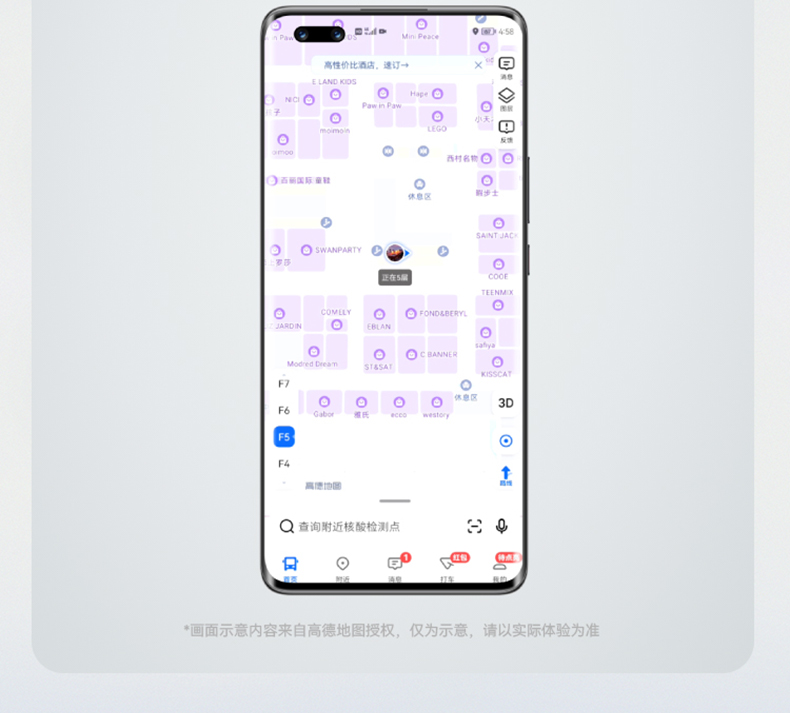 Mini Peace
4:58
高性价比酒店，速订→
消息
E LAND KIDS
NICI
Hape
图层
Paw in Paw
子
moimoln
LEGO
小天
反馈
oimoo
西村名物
百丽国际·童鞋
休息区
爵步士
SAINT JACK
SWANPARTY
罗莎
正在5层
CODE
TEENMIX
COMELY
FOND&BERYL
JARDIN
EBLAN
safiya
ST&SAT
C BANNER
Modred Dream
KISSCAT
F7
休息区
3D
F6
Gabor
雅氏
ecco
westory
F5
F4
路线
高德地图
查询附近核酸检测点
1
红包
待点亮
首页
附近
消息
打车
我的
*画面示意内容来自高德地图授权，仅为示意，请以实际体验为准